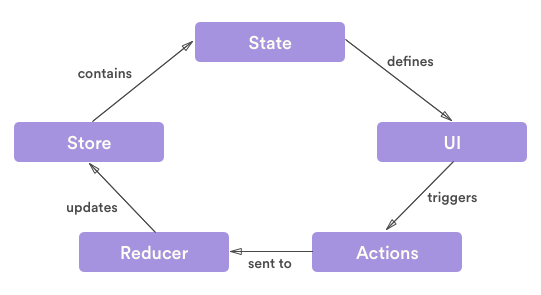 State
defines
contains
Store
UI
triggers
updates
Reducer
Actions
sent to